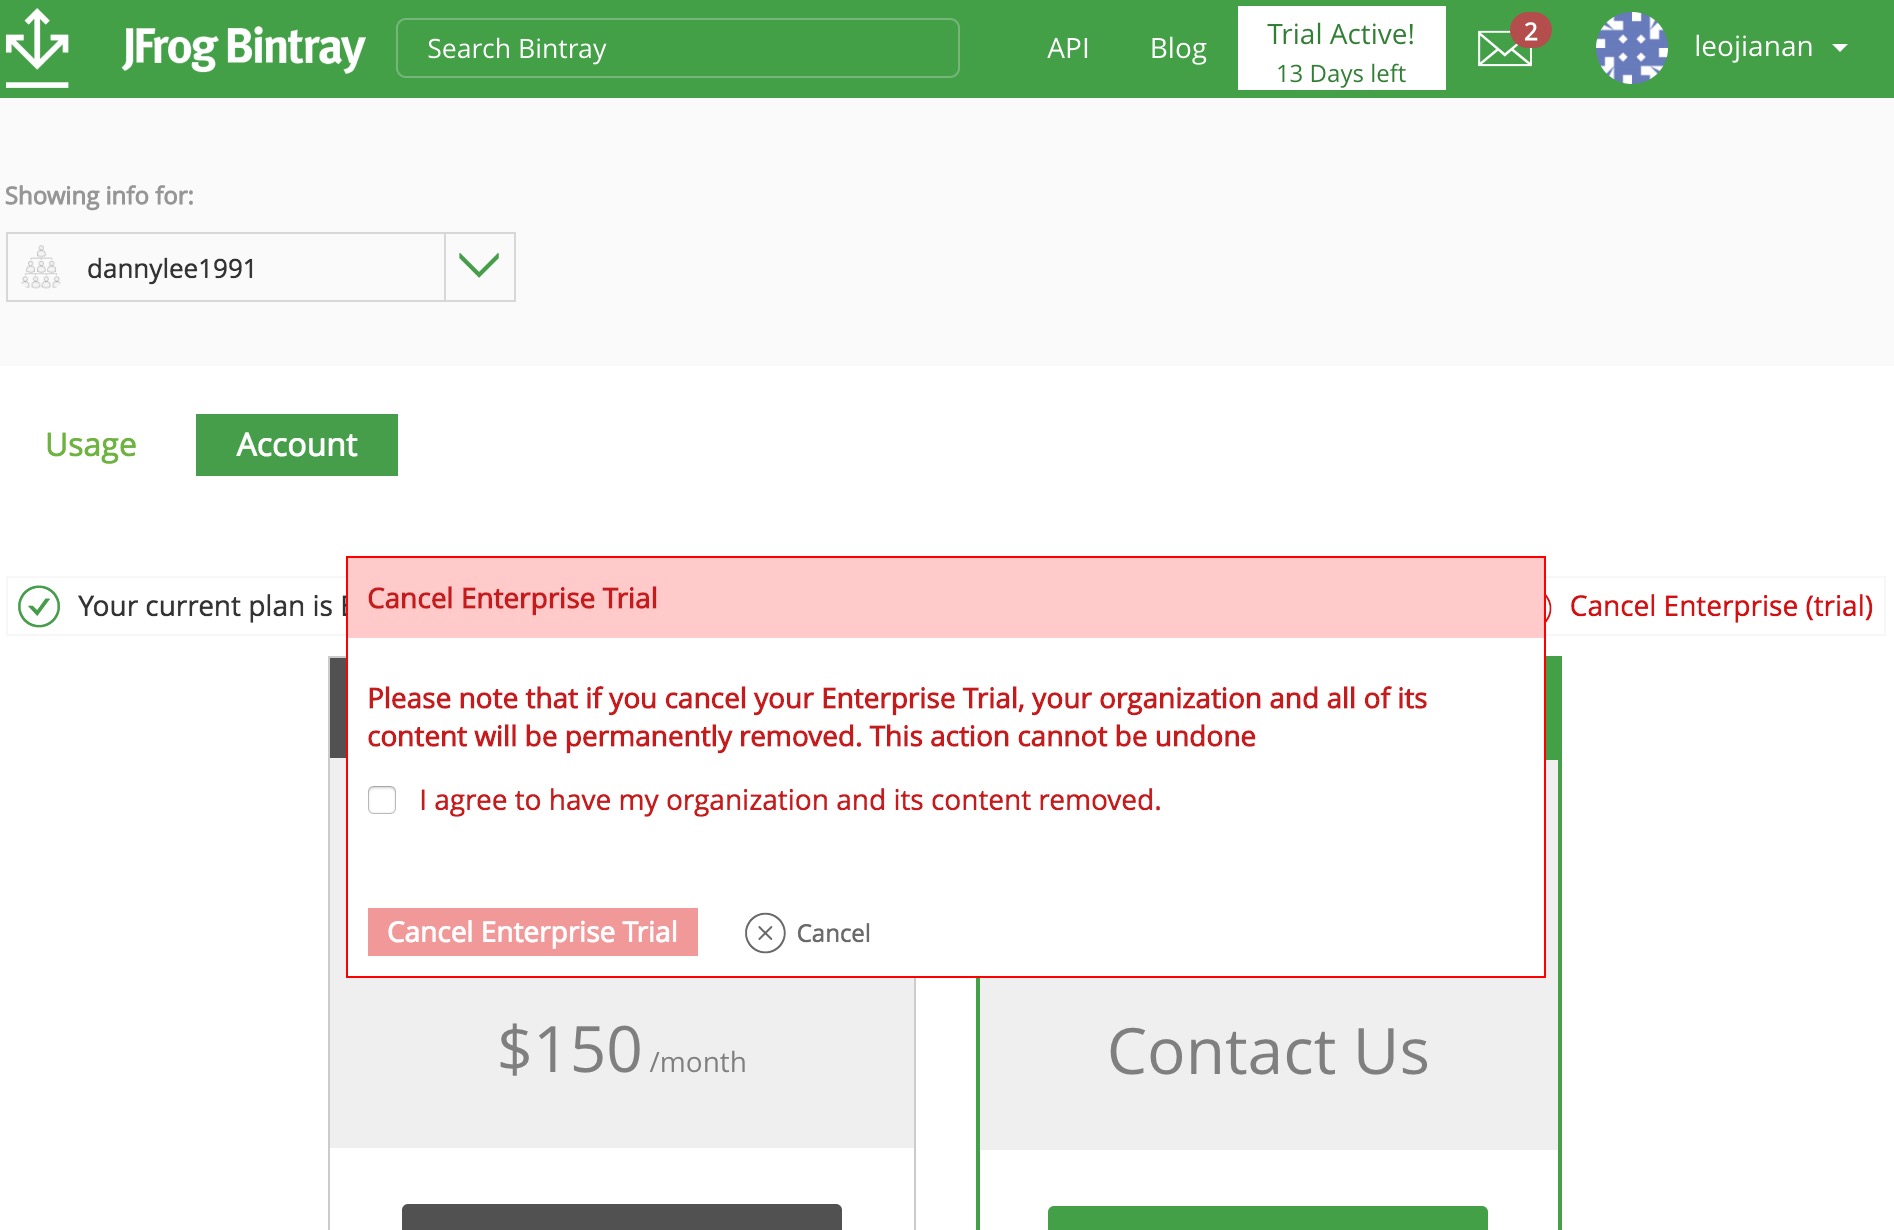 JFrog Bintray
Search Bintray
API
Blog
Trial Active!
13 Days left
2
leojianan
Showing info for:
dannylee1991
Usage
Account
Your current plan is
Cancel Enterprise (trial)
Cancel Enterprise Trial
Please note that if you cancel your Enterprise Trial, your organization and all of its
content will be permanently removed. This action cannot be undone
I agree to have my organization and its content removed.
Cancel Enterprise Trial
Cancel
$150 /month
Contact Us